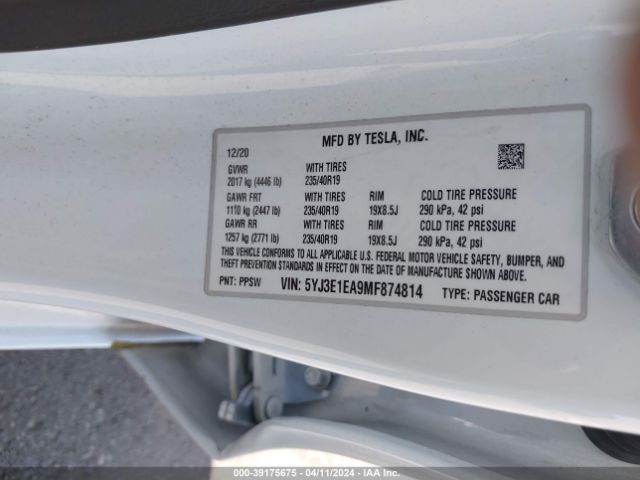 MFD BY TESLA, INC.
12/20
GVWR WITH TIRES
2017 kg (4446 lb) 235/40R19
GAWR FRT WITH TIRES RIM COLD TIRE PRESSURE
1110 kg (2447 lb) 235/40R19 19X8.5J 290 kPa, 42 psi
GAWR RR WITH TIRES RIM COLD TIRE PRESSURE
1257 kg (2771 lb) 235/40R19 19X8.5J 290 kPa, 42 psi
THIS VEHICLE CONFORMS TO ALL APPLICABLE U.S. FEDERAL MOTOR VEHICLE SAFETY, BUMPER, AND
THEFT PREVENTION STANDARDS IN EFFECT ON THE DATE OF MANUFACTURE SHOWN ABOVE.
PNT: PPSW VIN: 5YJ3E1EA9MF874814 TYPE: PASSENGER CAR
000-39175675 - 04/11/2024 - IAA Inc.